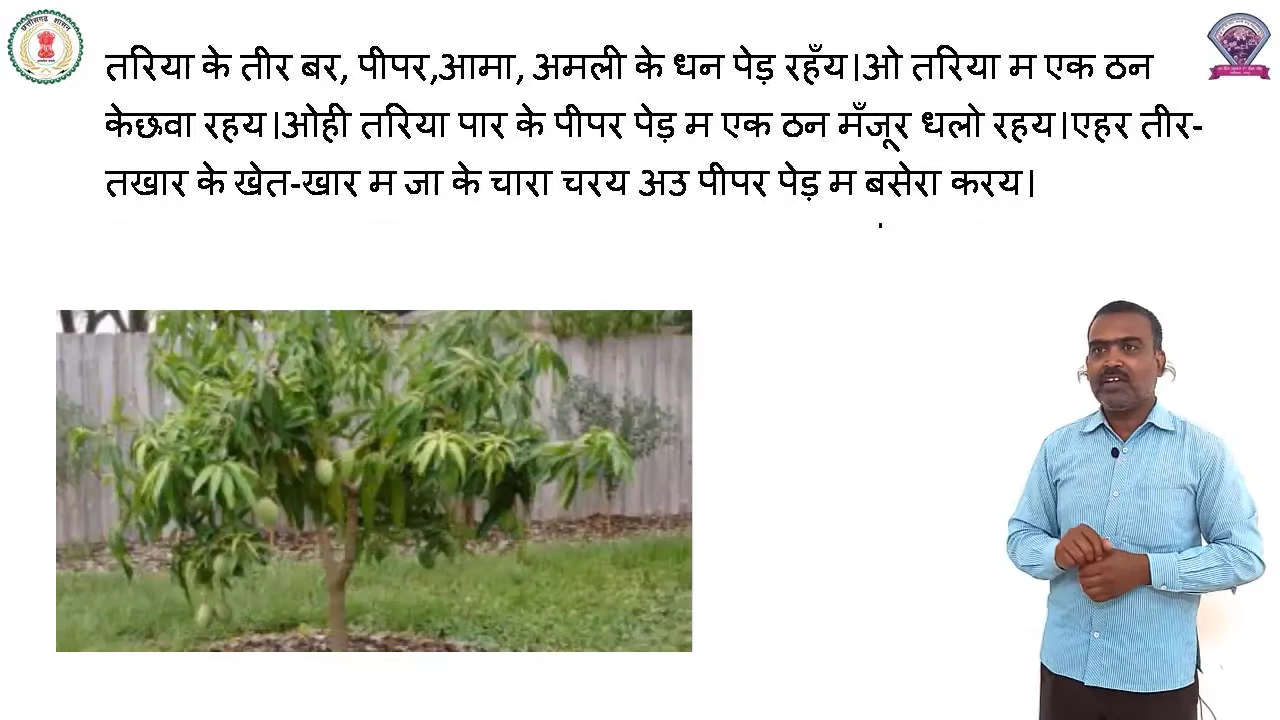 तरिया के तीर बर, पीपर,आमा, अमली के धन पेड़ रहँय।ओ तरिया म एक ठन
केछवा रहय।ओही तरिया पार के पीपर पेड़ म एक ठन मँजूर धलो रहय।एहर तीर-
तखार के खेत-खार म जा के चारा चरय अउ पीपर पेड़ म बसेरा करय।